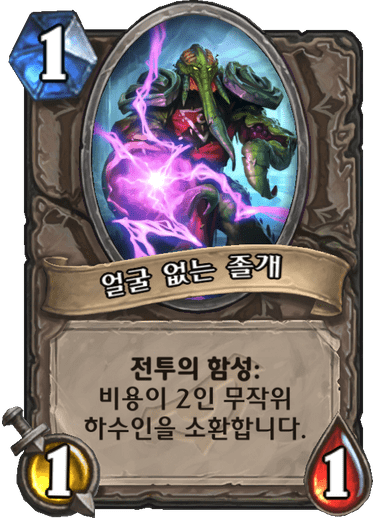 1
얼굴 없는 졸개
전투의 함성:
비용이 2인 무작위
하수인을 소환합니다.
1
1